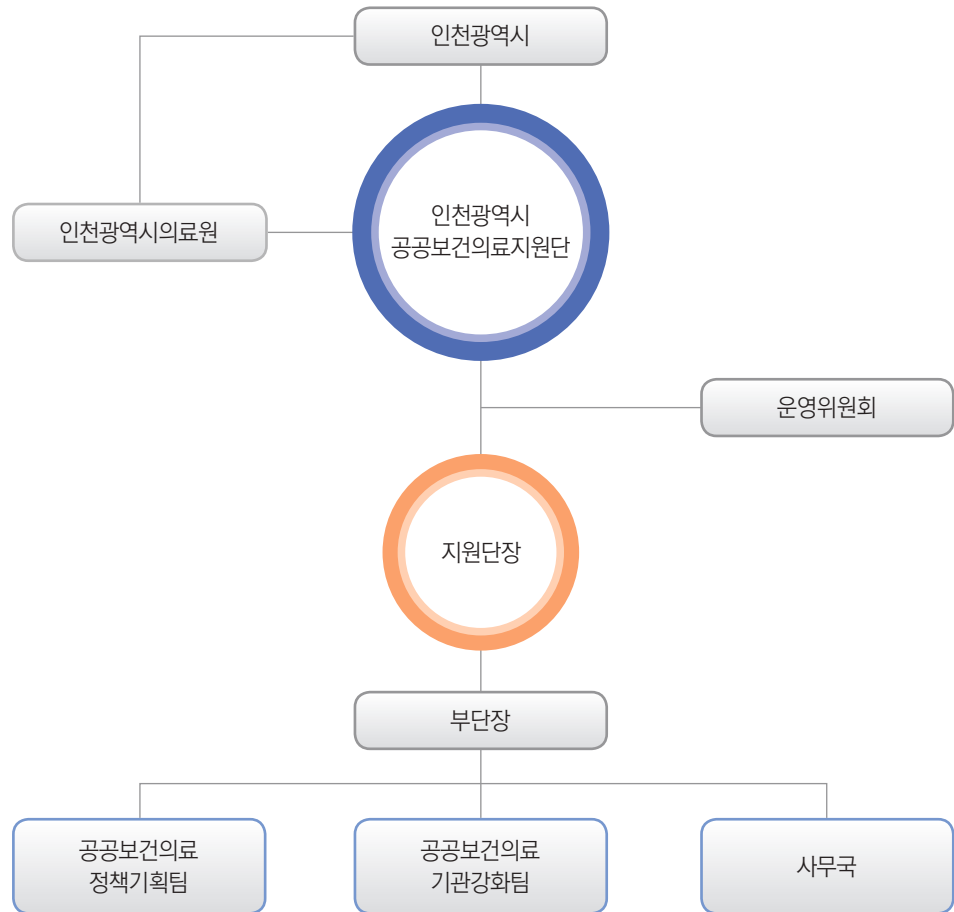 인천광역시
인천광역시의료원
인천광역시
공공보건의료지원단
운영위원회
지원단장
부단장
공공보건의료
정책기획팀
공공보건의료
기관강화팀
사무국